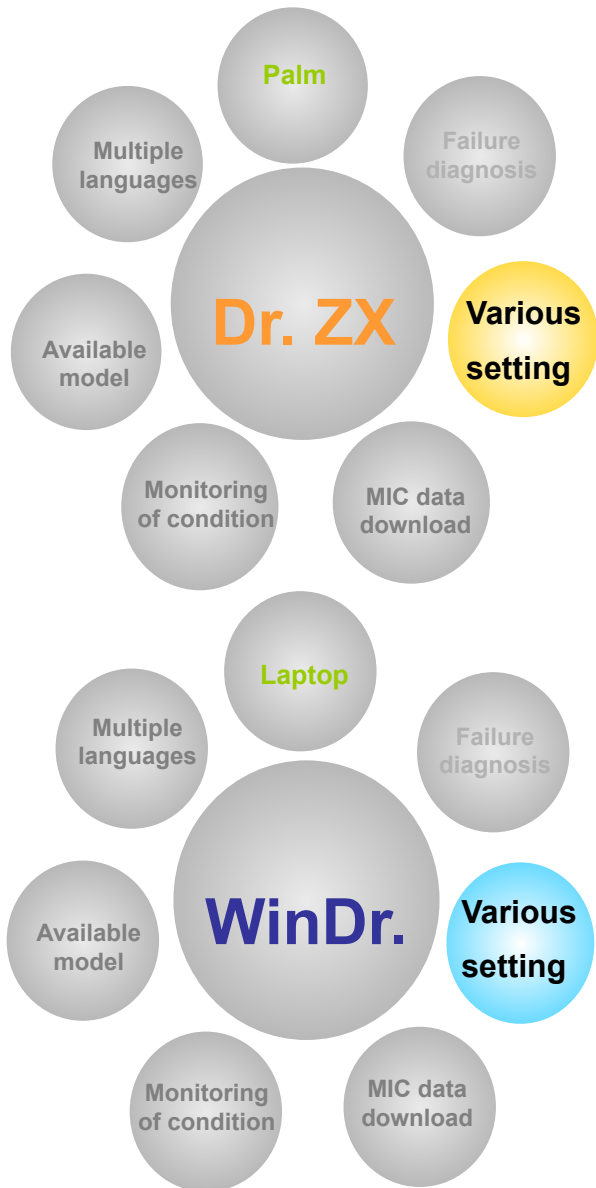 Palm
Multiple
languages
Failure
diagnosis
Dr. ZX
Various
setting
Available
model
Monitoring
of condition
MIC data
download
Laptop
Multiple
languages
Failure
diagnosis
WinDr.
Various
setting
Available
model
Monitoring
of condition
MIC data
download